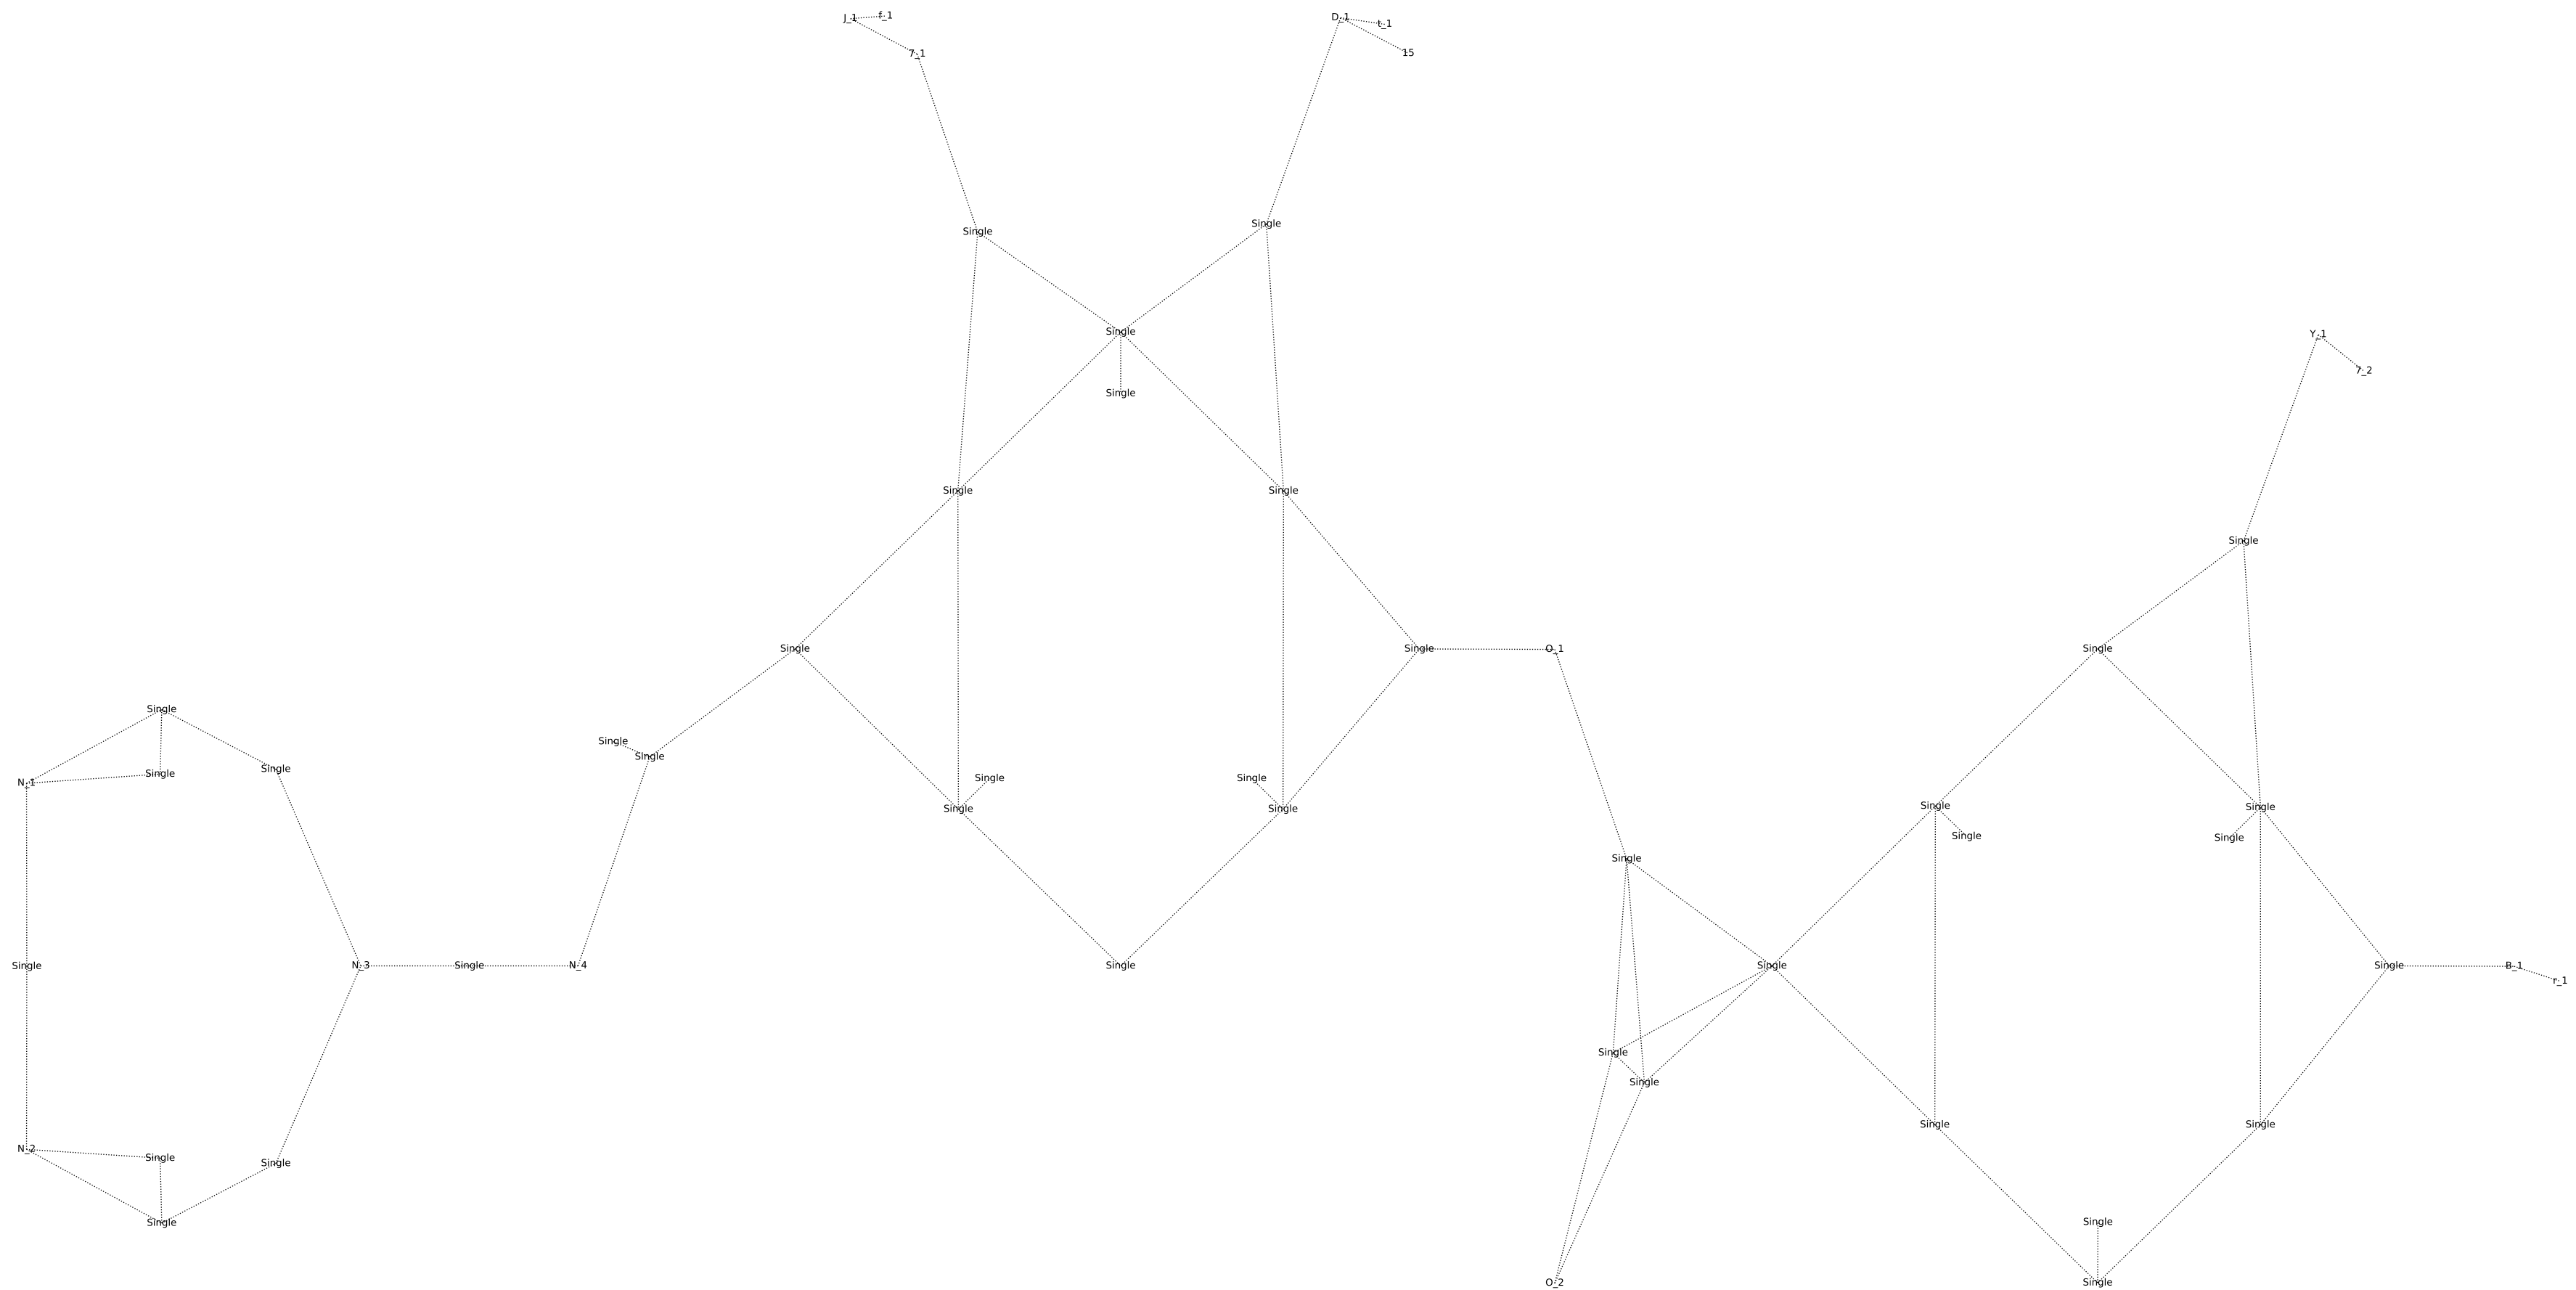 J_1 f_1 D_1 t_1
7_1 15
Single Single
Single Y_1
7_2
Single
Single Single
Single
Single Single O_1 Single
Single
Single Single
Single
N_1 Single Single Single Single
Single Single Single Single
Single Single
Single
Single N_3 Single N_4 Single Single Single B_1
r_1
Single
Single
Single Single
N_2 Single Single
Single Single
O_2 Single